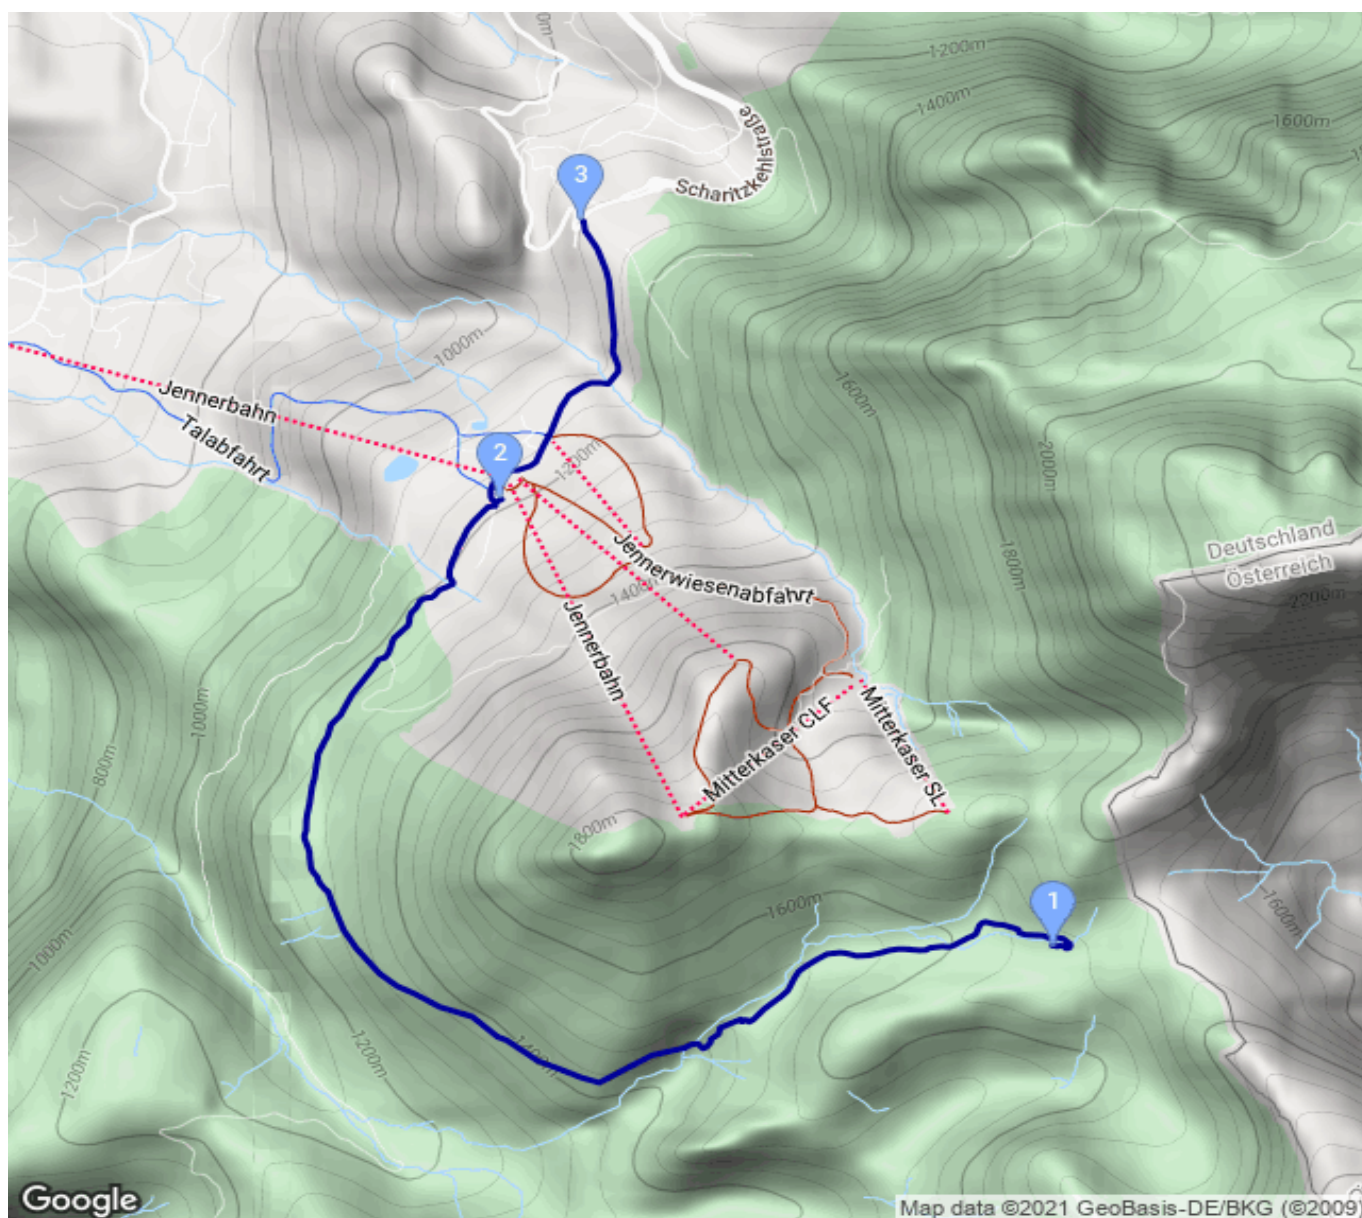 1200m
1400m
1600m
3
Scharitzkehlstraße
1000m
1600m
Jennerbahn
Talabfahrt
2
1200m
2000m
Deutschland
Österreich
1800m
2200m
Jennerwiesenabfahrt
1400m
Jennerbahn
1000m
Mitterkaser CLF
Mitterkaser SL
800m
1800m
1600m
1
1600m
1000m
1200m
1400m
1200m
Google
Map data ©2021 GeoBasis-DE/BKG (©2009)